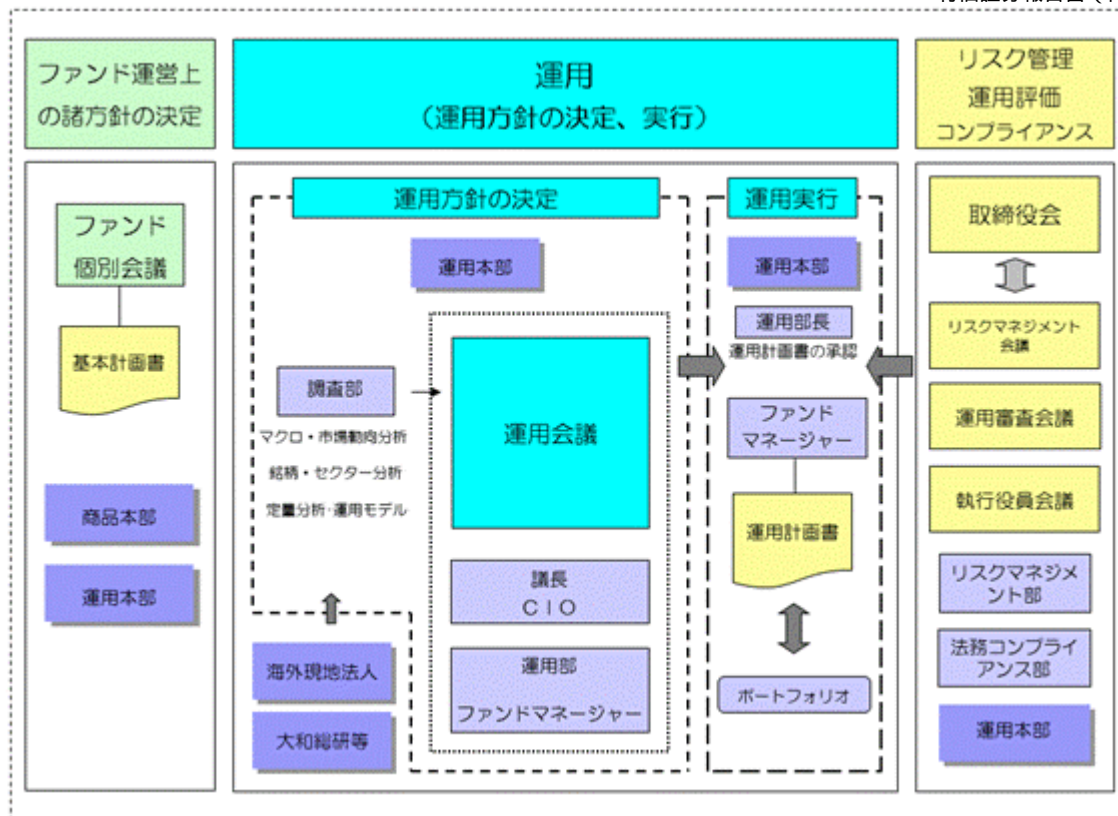 ファンド運営上
の諸方針の決定
運用
（運用方針の決定、実行）
リスク管理
運用評価
コンプライアンス
ファンド
個別会議
基本計画書
商品本部
運用本部
運用方針の決定
運用本部
調査部
マクロ・市場動向分析
銘柄・セクター分析
定量分析・運用モデル
運用会議
議長
ＣＩＯ
運用部
ファンドマネージャー
海外現地法人
大和総研等
運用実行
運用本部
運用部長
運用計画書の承認
ファンド
マネージャー
運用計画書
ポートフォリオ
取締役会
リスクマネジメント
会議
運用審査会議
執行役員会議
リスクマネジメ
ント部
法務コンプライ
アンス部
運用本部